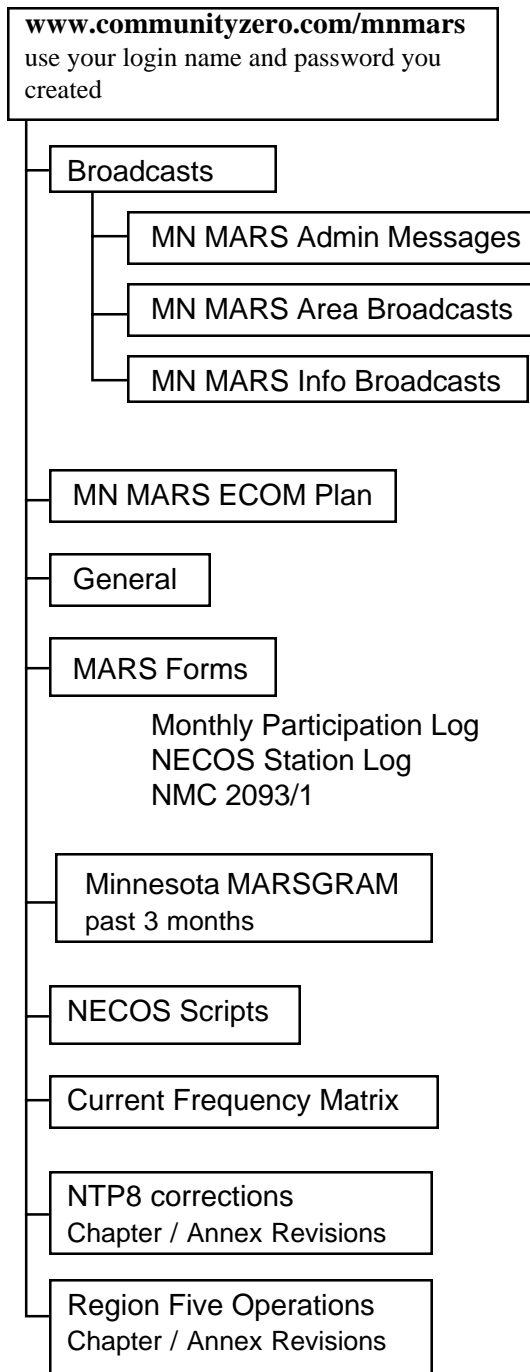 www.communityzero.com/mnmars
use your login name and password you
created
Broadcasts
MN MARS Admin Messages
MN MARS Area Broadcasts
MN MARS Info Broadcasts
MN MARS ECOM Plan
General
MARS Forms
Monthly Participation Log
NECOS Station Log
NMC 2093/1
Minnesota MARSGRAM
past 3 months
NECOS Scripts
Current Frequency Matrix
NTP8 corrections
Chapter / Annex Revisions
Region Five Operations
Chapter / Annex Revisions